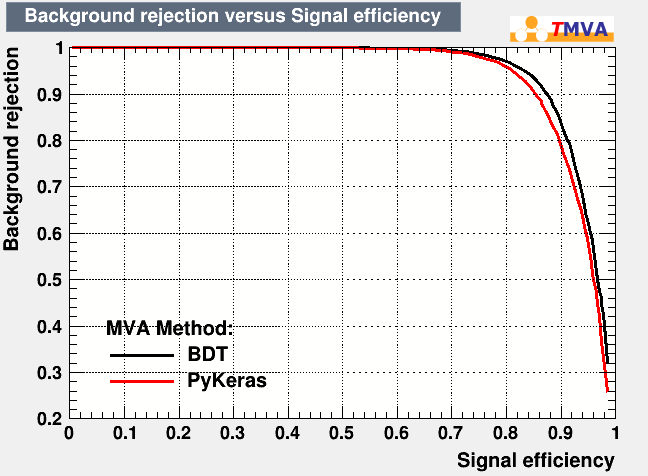 Background rejection versus Signal efficiency
TMVA
Background rejection
1
0.9
0.8
0.7
0.6
0.5
0.4
0.3
0.2
MVA Method:
BDT
PyKeras
0 0.1 0.2 0.3 0.4 0.5 0.6 0.7 0.8 0.9 1
Signal efficiency